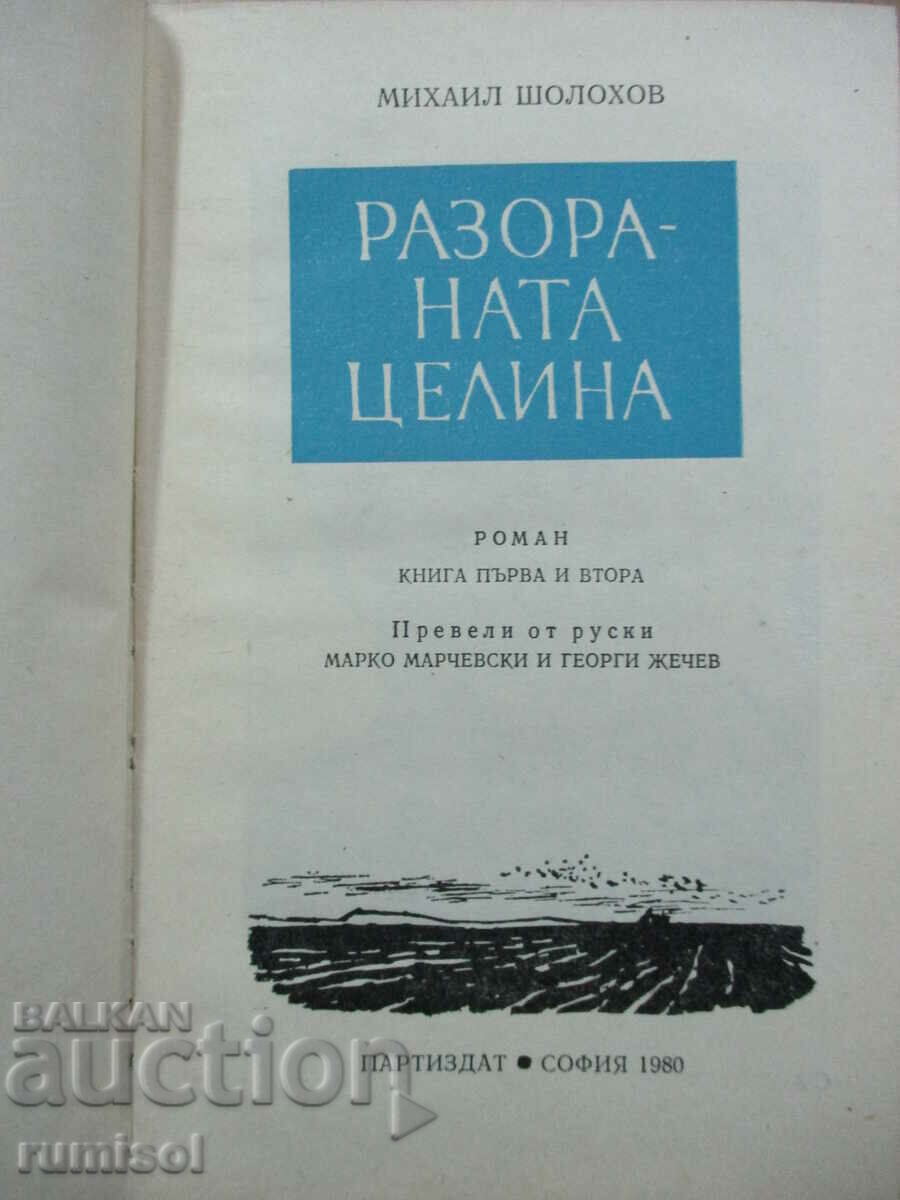 МИХАИЛ ШОЛОХОВ
РАЗОРА-
НАТА
ЦЕЛИНА
РОМАН
КНИГА ПЪРВА И ВТОРА
Превели от руски
МАРКО МАРЧЕВСКИ И ГЕОРГИ ЖЕЧЕВ
ПАРТИЗДАТ • СОФИЯ 1980
BALKAN
auction
rumisol